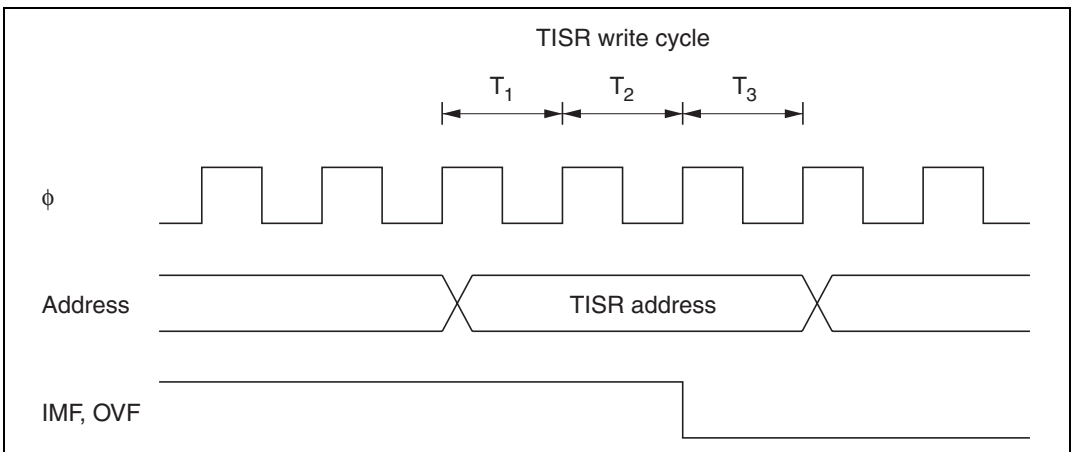 TISR write cycle
T1 T2 T3
φ
Address
TISR address
IMF, OVF